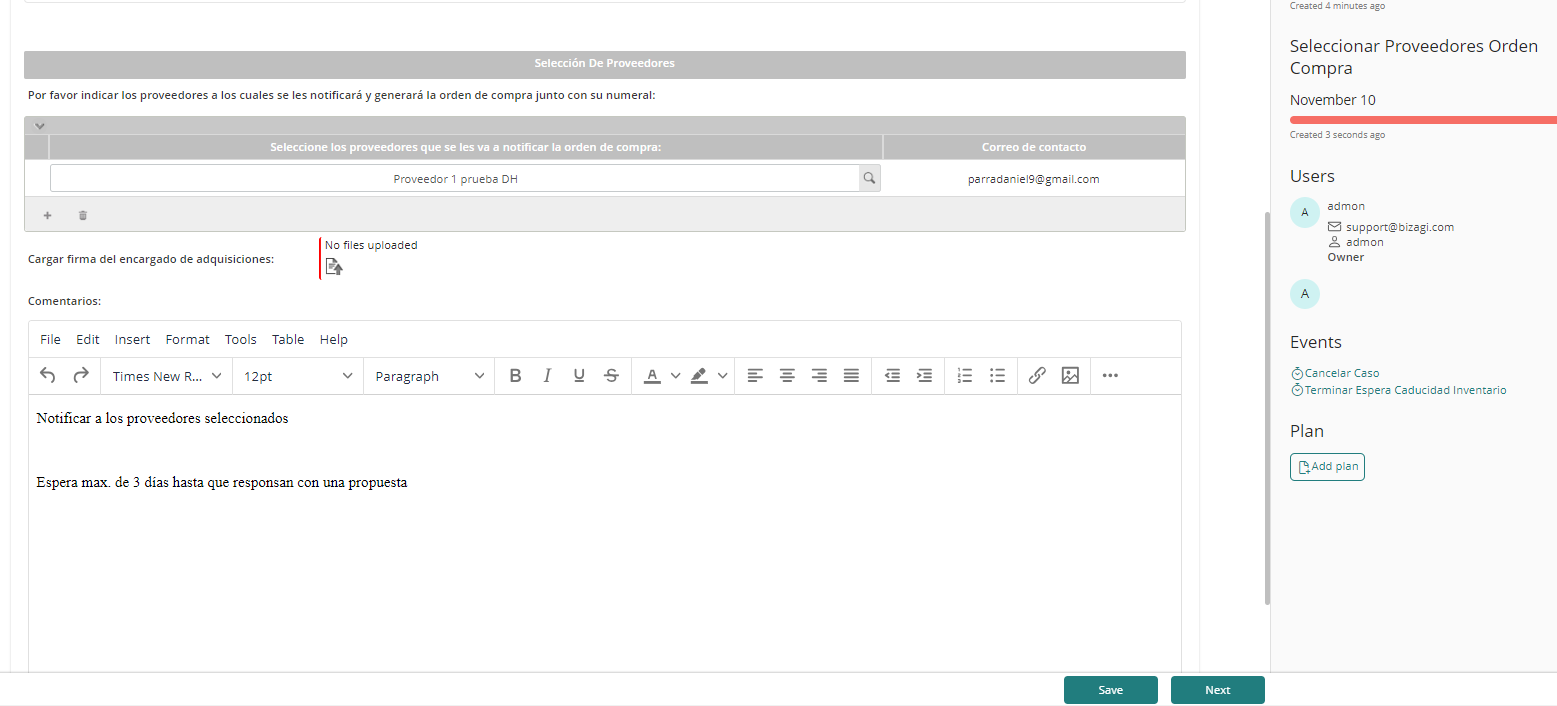 Selección De Proveedores
Por favor indicar los proveedores a los cuales se les notificará y generará la orden de compra junto con su numeral:
Seleccione los proveedores que se les va a notificar la orden de compra:
Correo de contacto
Proveedor 1 prueba DH
parradaniel9@gmail.com
Cargar firma del encargado de adquisiciones:
No files uploaded
Comentarios:
File Edit Insert Format Tools Table Help
Times New R... 12pt Paragraph B I U S A
Notificar a los proveedores seleccionados
Espera max. de 3 días hasta que responsan con una propuesta
Save
Next
Created 4 minutes ago
Seleccionar Proveedores Orden
Compra
November 10
Created 3 seconds ago
Users
A
admon
support@bizagi.com
admon
Owner
A
Events
Cancelar Caso
Terminar Espera Caducidad Inventario
Plan
Add plan